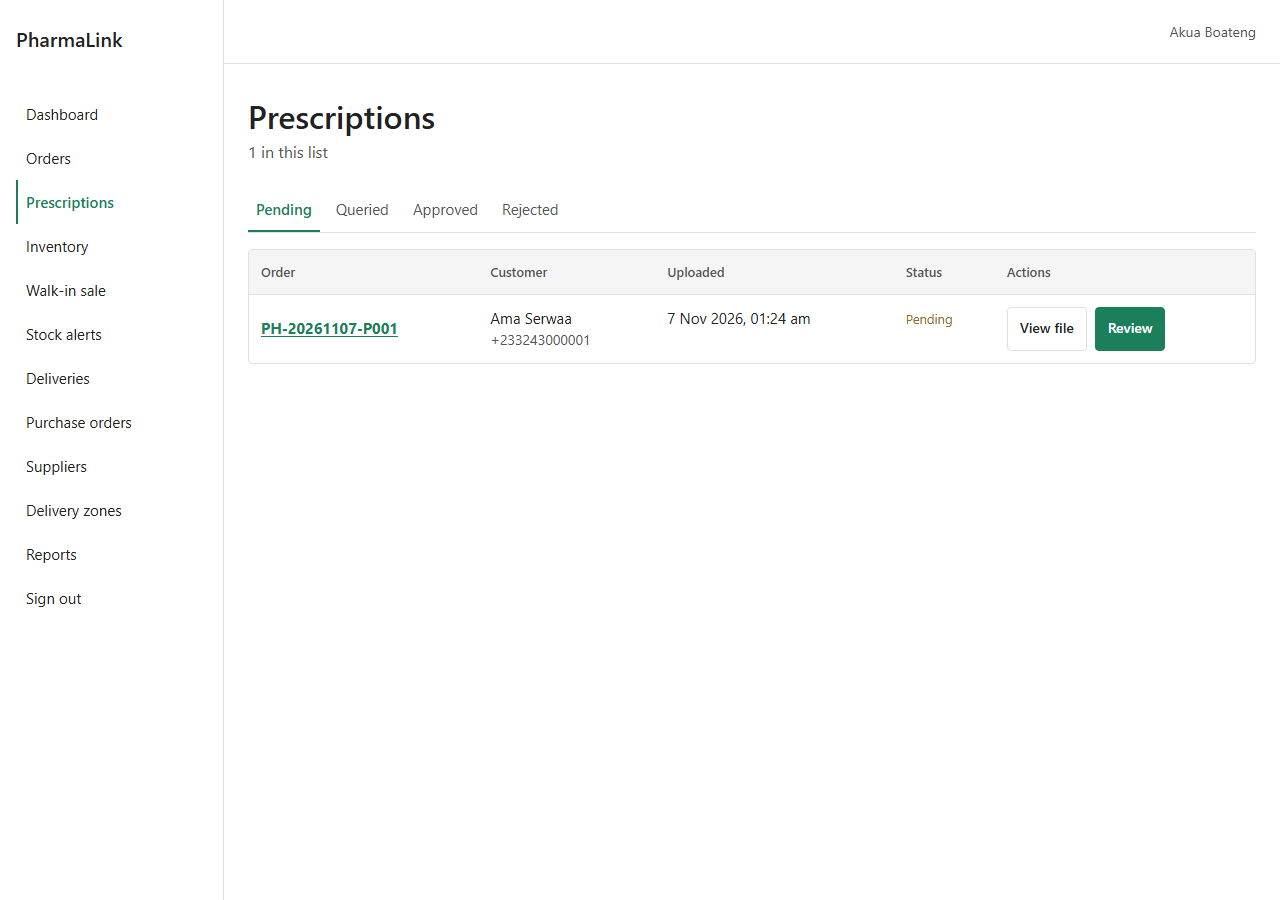 PharmaLink
Akua Boateng
Dashboard
Orders
Prescriptions
Inventory
Walk-in sale
Stock alerts
Deliveries
Purchase orders
Suppliers
Delivery zones
Reports
Sign out
Prescriptions
1 in this list
Pending Queried Approved Rejected
Order Customer Uploaded Status Actions
PH-20261107-P001 Ama Serwaa 7 Nov 2026, 01:24 am Pending View file Review
+233243000001